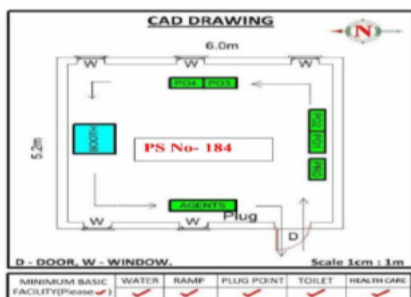 CAD DRAWING
6.0m
N
W W W
PO4 PO3
5.2m
BOOTH
PO2
PO1
PRO
PS No- 184
AGENTS
Plug
W W
D
D - DOOR, W - WINDOW.
Scale 1cm : 1m
MINIMUM BASIC FACILITY(Please✓)
WATER RAMP PLUG POINT TOILET HEALTH CARE